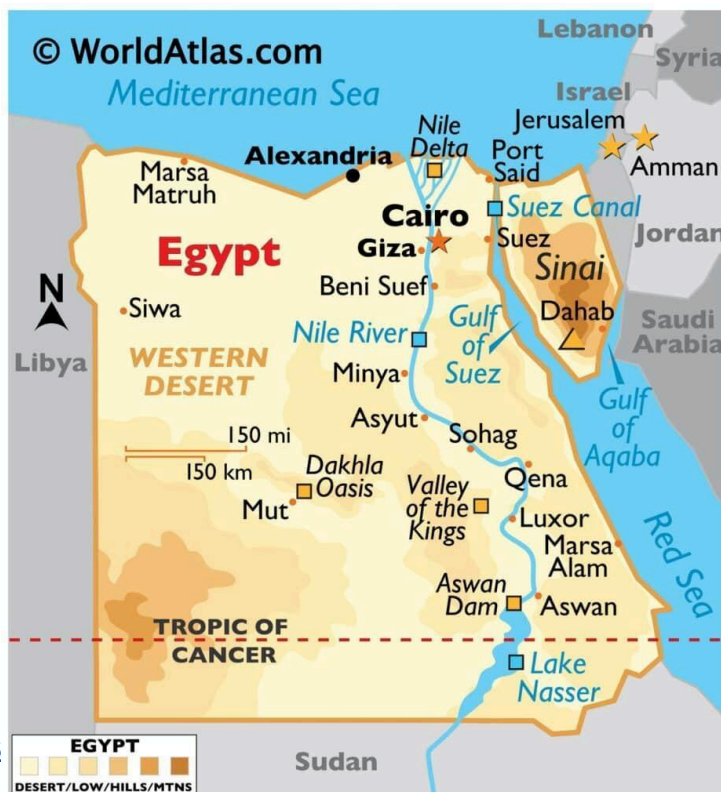 © WorldAtlas.com
Lebanon
Syria
Mediterranean Sea
Israel
Jerusalem
Nile
Delta
Port
Said
Alexandria
Amman
Marsa
Matruh
Cairo
Suez Canal
Egypt
Giza
Suez
Jordan
Sinai
N
Beni Suef
Siwa
Dahab
Saudi
Arabia
Nile River
Gulf
of
Suez
Libya
WESTERN
DESERT
Minya
Gulf
of
Aqaba
Asyut
150 mi
Sohag
150 km
Dakhla
Oasis
Qena
Valley
of the
Kings
Mut
Luxor
Red Sea
Marsa
Alam
Aswan
Dam
Aswan
TROPIC OF
CANCER
Lake
Nasser
EGYPT
DESERT/LOW/HILLS/MTNS
Sudan